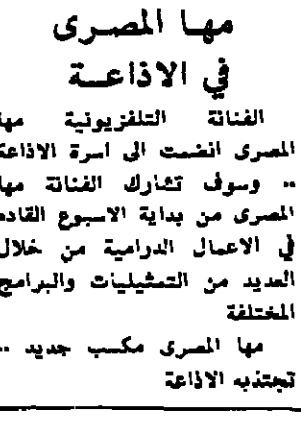 مها المصرى
في الاذاعة
الفنانة التلفزيونية مها
المصرى انضمت الى اسرة الاذاعة
.. وسوف تشارك الفنانة مها
المصرى من بداية الاسبوع القادم
في الاعمال الدرامية من خلال
العديد من التمثيليات والبرامج
المختلفة
مها المصرى مكسب جديد ..
تجتذبه الاذاعة